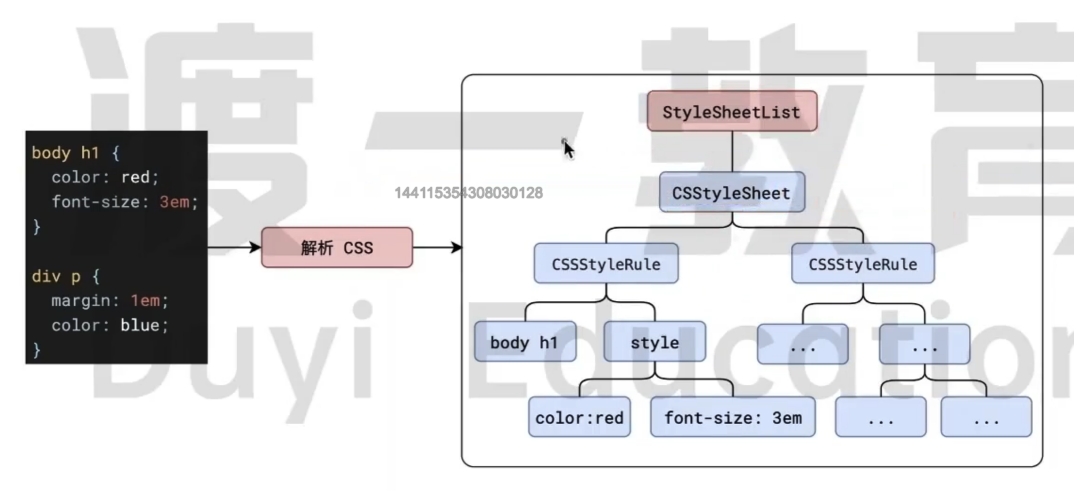 渡一教育
Duyi Education
144115354308030128
body h1 {
color: red;
font-size: 3em;
}
div p {
margin: 1em;
color: blue;
}
解析 CSS
StyleSheetList
CSStyleSheet
CSSStyleRule
CSSStyleRule
body h1
style
...
...
color:red
font-size: 3em
...
...